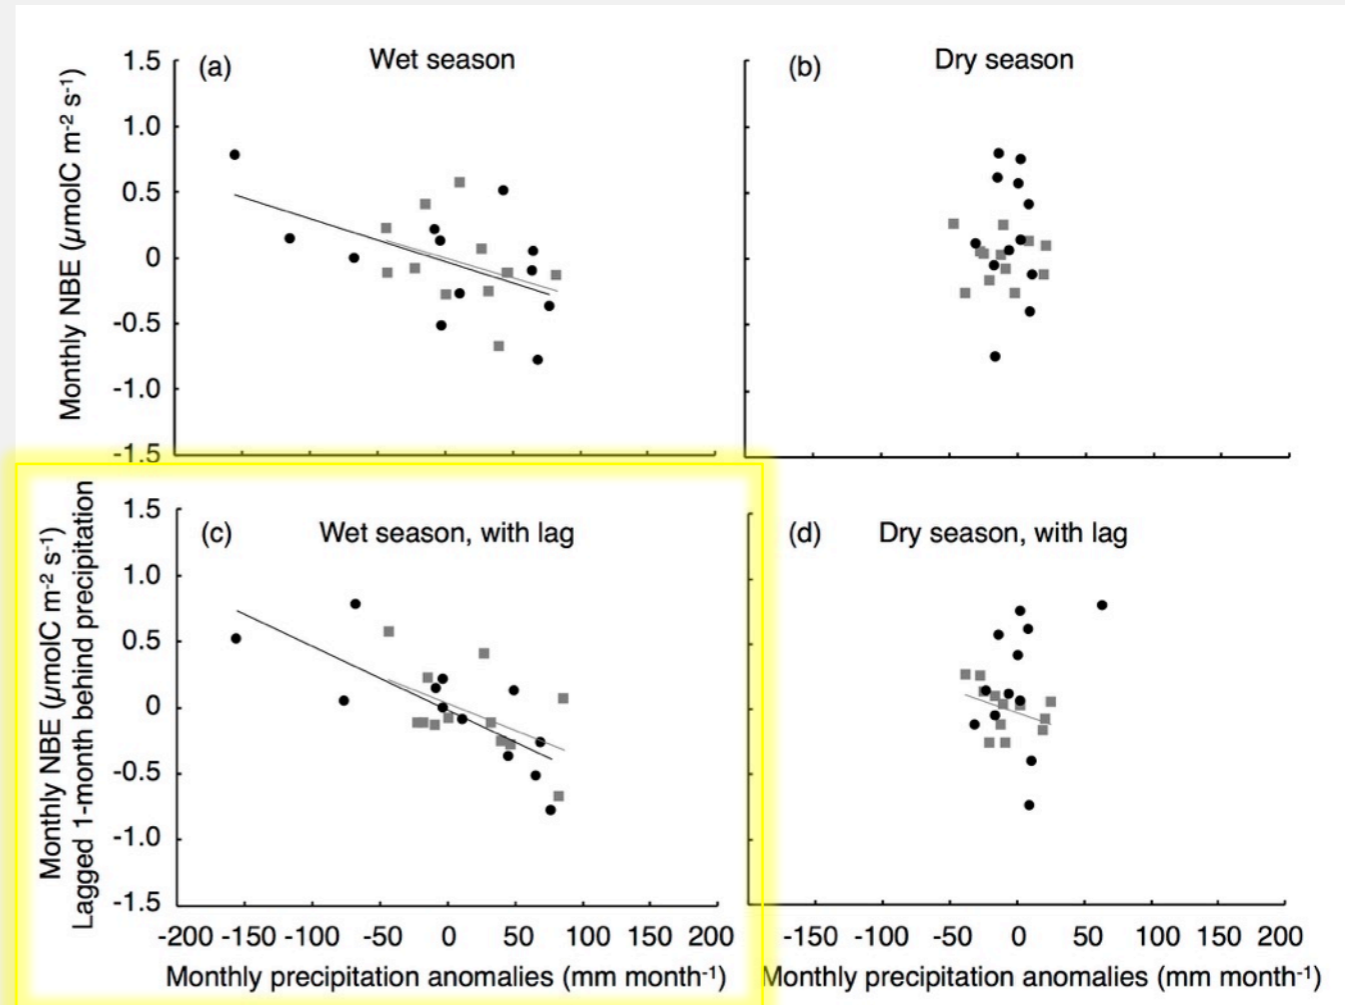 (a) Wet season
1.5
1.0
0.5
0
-0.5
-1.0
-1.5
Monthly NBE (µmolC m-2 s-1)
(b) Dry season
(c) Wet season, with lag
1.5
1.0
0.5
0
-0.5
-1.0
-1.5
Monthly NBE (µmolC m-2 s-1)
Lagged 1-month behind precipitation
-200 -150 -100 -50 0 50 100 150 200
Monthly precipitation anomalies (mm month-1)
(d) Dry season, with lag
-150 -100 -50 0 50 100 150 200
Monthly precipitation anomalies (mm month-1)